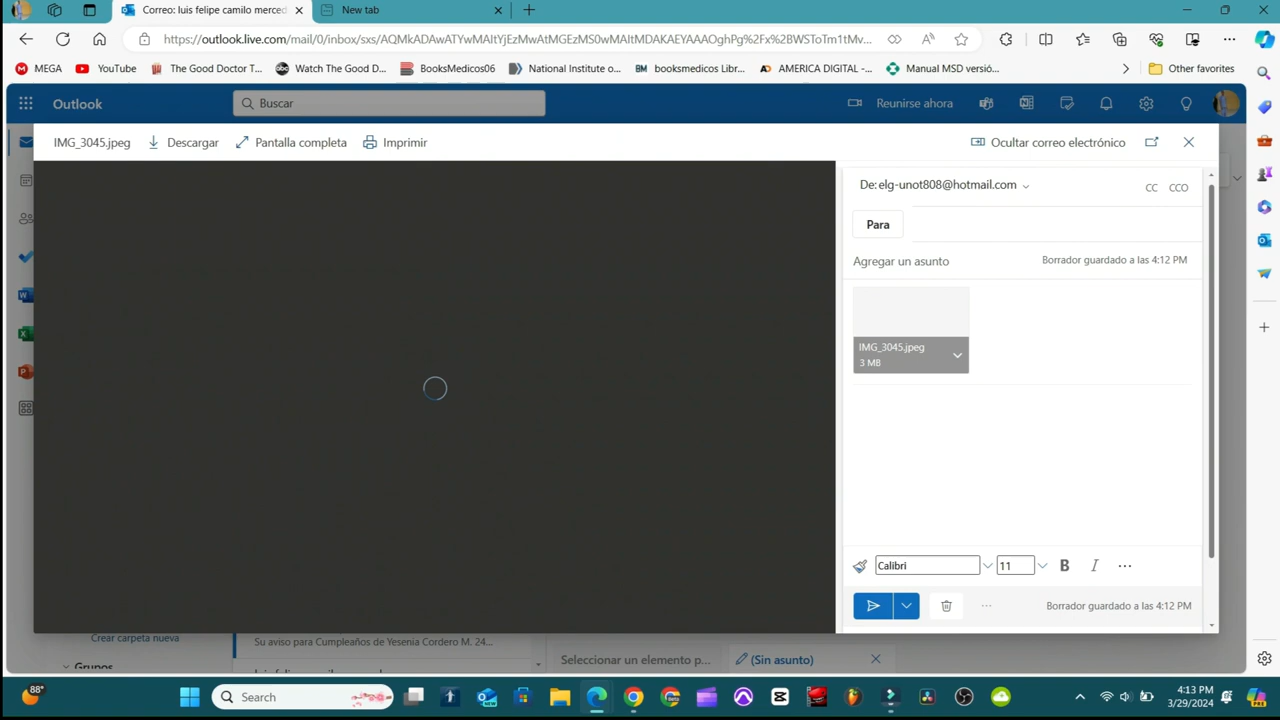 Correo: luis felipe camilo merced
New tab
https://outlook.live.com/mail/0/inbox/sxs/AQMkADAwATYwMAItYjEzMwAtMGEzMS0wMAItMDAKAEYAAAOghPg%2Fx%2BWSToTm1tMv...
MEGA
YouTube
The Good Doctor T...
Watch The Good D...
BooksMedicos06
National Institute o...
booksmedicos Libr...
AMERICA DIGITAL -...
Manual MSD versió...
Other favorites
Outlook
Buscar
Reunirse ahora
IMG_3045.jpeg
Descargar
Pantalla completa
Imprimir
Ocultar correo electrónico
De: elg-unot808@hotmail.com
CC
CCO
Para
Agregar un asunto
Borrador guardado a las 4:12 PM
IMG_3045.jpeg
3 MB
Calibri
11
B
I
Borrador guardado a las 4:12 PM
Crear carpeta nueva
Su aviso para Cumpleaños de Yesenia Cordero M. 24...
Grupos
Seleccionar un elemento p...
(Sin asunto)
88°
Search
4:13 PM
3/29/2024